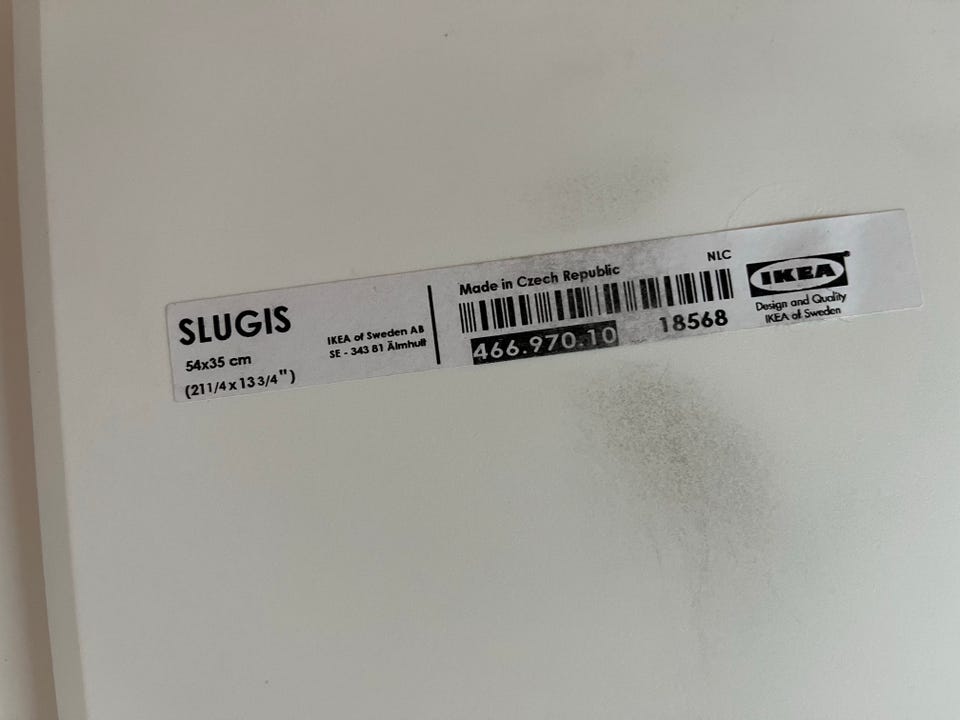 SLUGIS
54x35 cm
(21 1/4 x 13 3/4")
IKEA of Sweden AB
SE - 343 81 Älmhult
Made in Czech Republic
NLC
466.970.10
18568
IKEA
Design and Quality
IKEA of Sweden